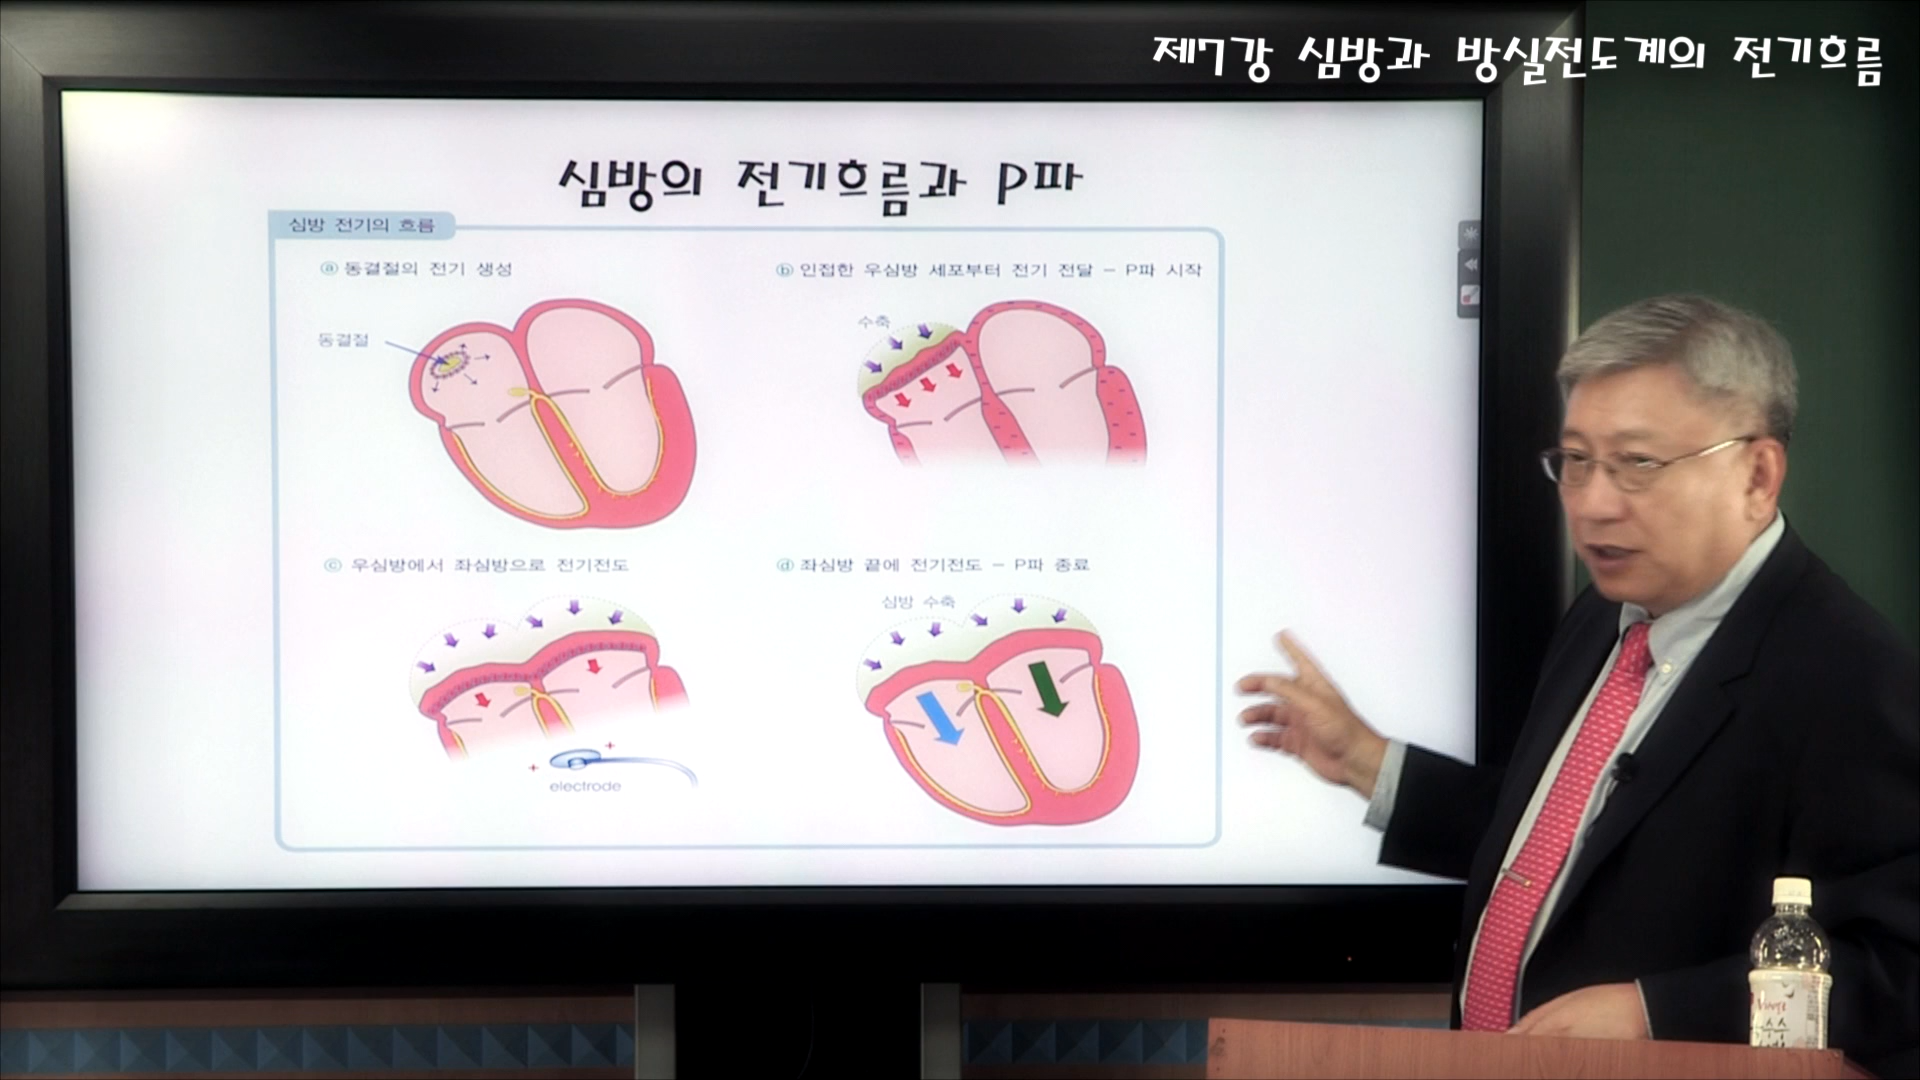 제7강 심방과 방실전도계의 전기흐름
심방의 전기흐름과 P파
심방 전기의 흐름
ⓐ 동결절의 전기 생성
동결절
ⓑ 인접한 우심방 세포부터 전기 전달 – P파 시작
수축
ⓒ 우심방에서 좌심방으로 전기전도
+
+
electrode
ⓓ 좌심방 끝에 전기전도 – P파 종료
심방 수축